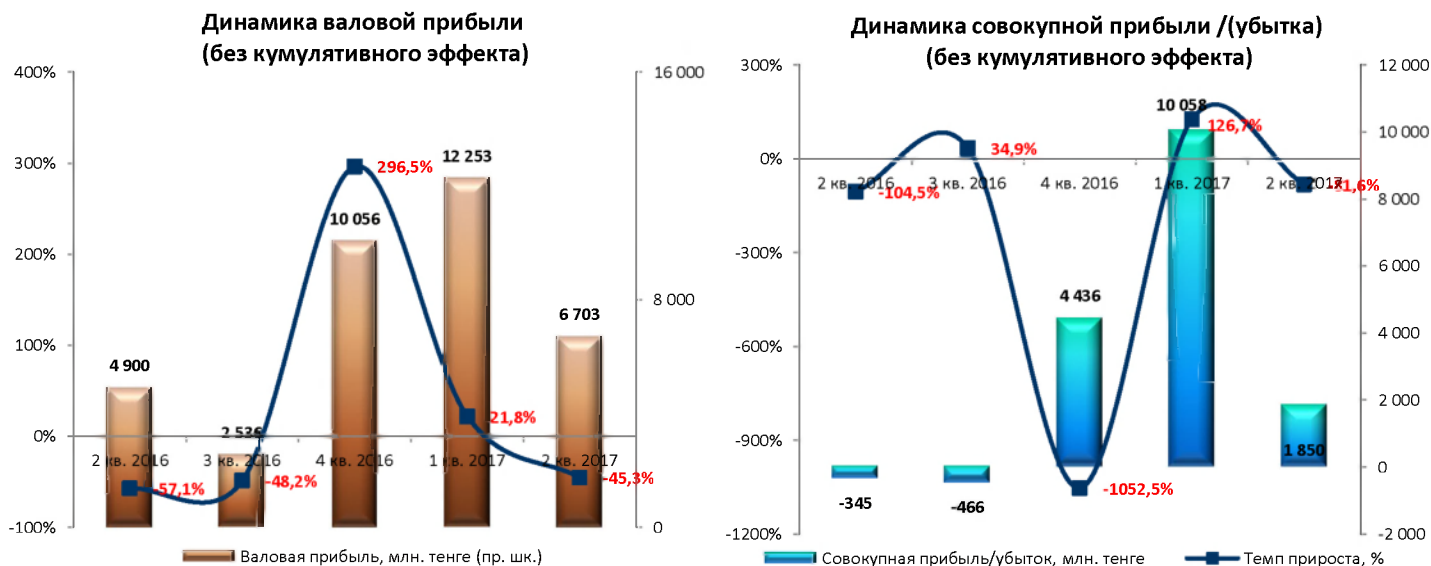 Динамика валовой прибыли
(без кумулятивного эффекта)
400%
300%
200%
100%
0%
-100%
16 000
8 000
0
4 900
2 536
10 056
12 253
6 703
-57,1%
-48,2%
296,5%
21,8%
-45,3%
2 кв. 2016
3 кв. 2016
4 кв. 2016
1 кв. 2017
2 кв. 2017
Валовая прибыль, млн. тенге (пр. шк.)
Динамика совокупной прибыли /(убытка)
(без кумулятивного эффекта)
300%
0%
-300%
-600%
-900%
-1200%
12 000
10 000
8 000
6 000
4 000
2 000
0
-2 000
10 058
126,7%
34,9%
-104,5%
2 кв. 2016
3 кв. 2016
4 кв. 2016
1 кв. 2017
2 кв. 2017
4 436
1 850
-345
-466
-1052,5%
Совокупная прибыль/убыток, млн. тенге
Темп прироста, %